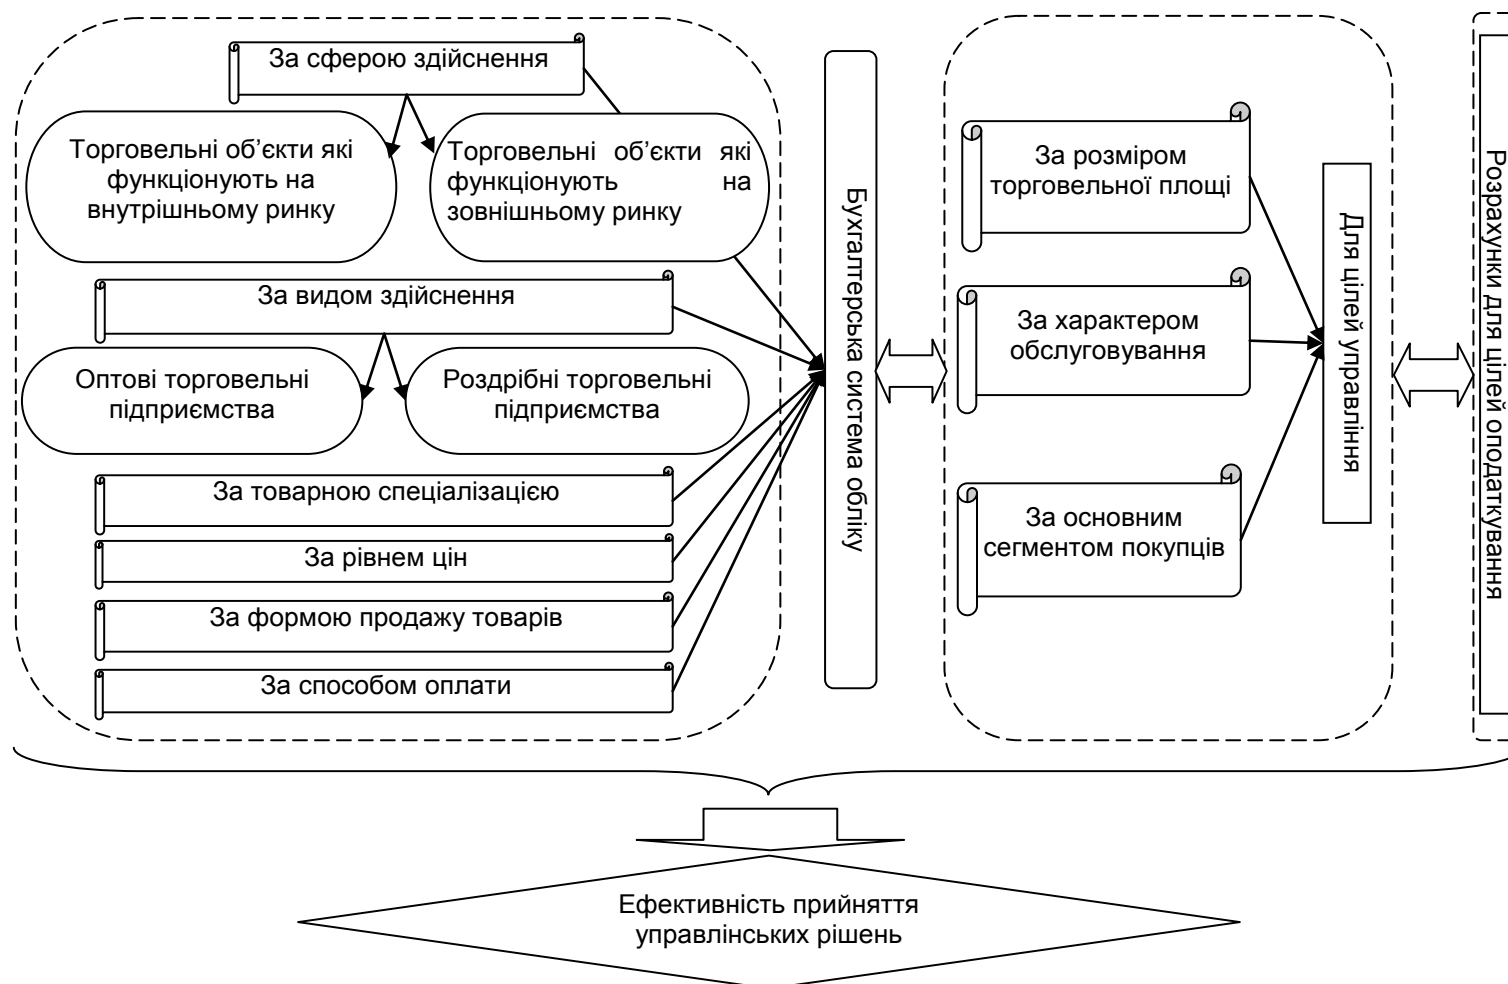 За сферою здійснення
Торговельні об’єкти які
функціонують на
внутрішньому ринку
Торговельні об’єкти які
функціонують на
зовнішньому ринку
За видом здійснення
Оптові торговельні
підприємства
Роздрібні торговельні
підприємства
За товарною спеціалізацією
За рівнем цін
За формою продажу товарів
За способом оплати
Бухгалтерська система обліку
За розміром
торговельної площі
За характером
обслуговування
За основним
сегментом покупців
Для цілей управління
Розрахунки для цілей оподаткування
Ефективність прийняття
управлінських рішень